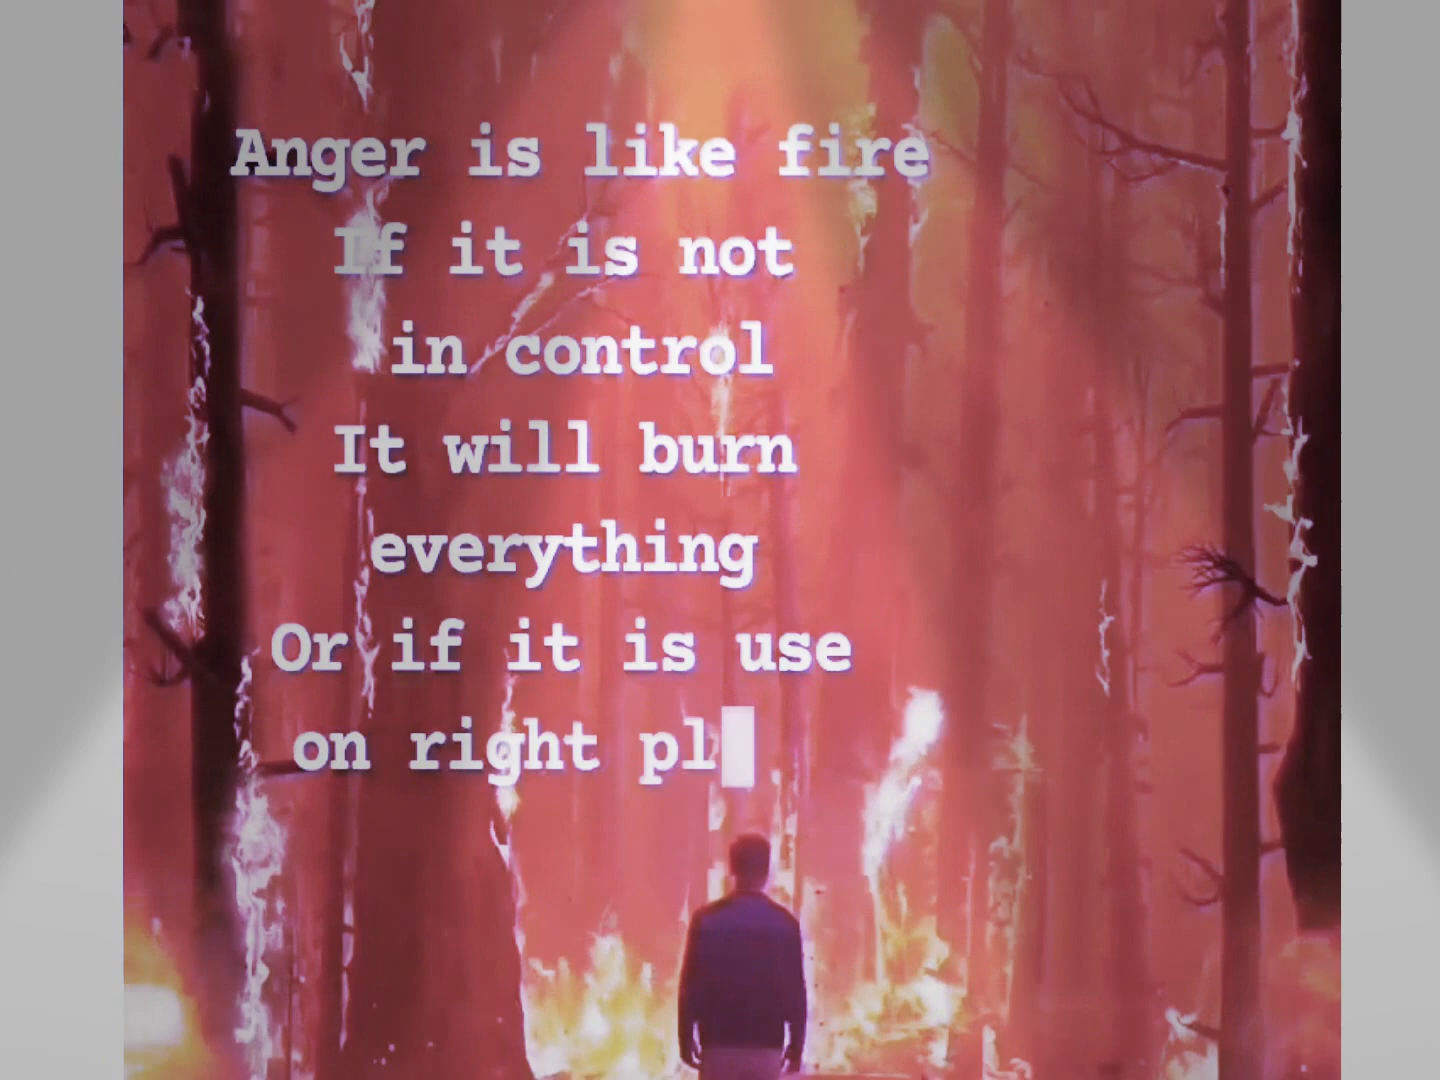 Anger is like fire
If it is not
in control
It will burn
everything
Or if it is use
on right pl